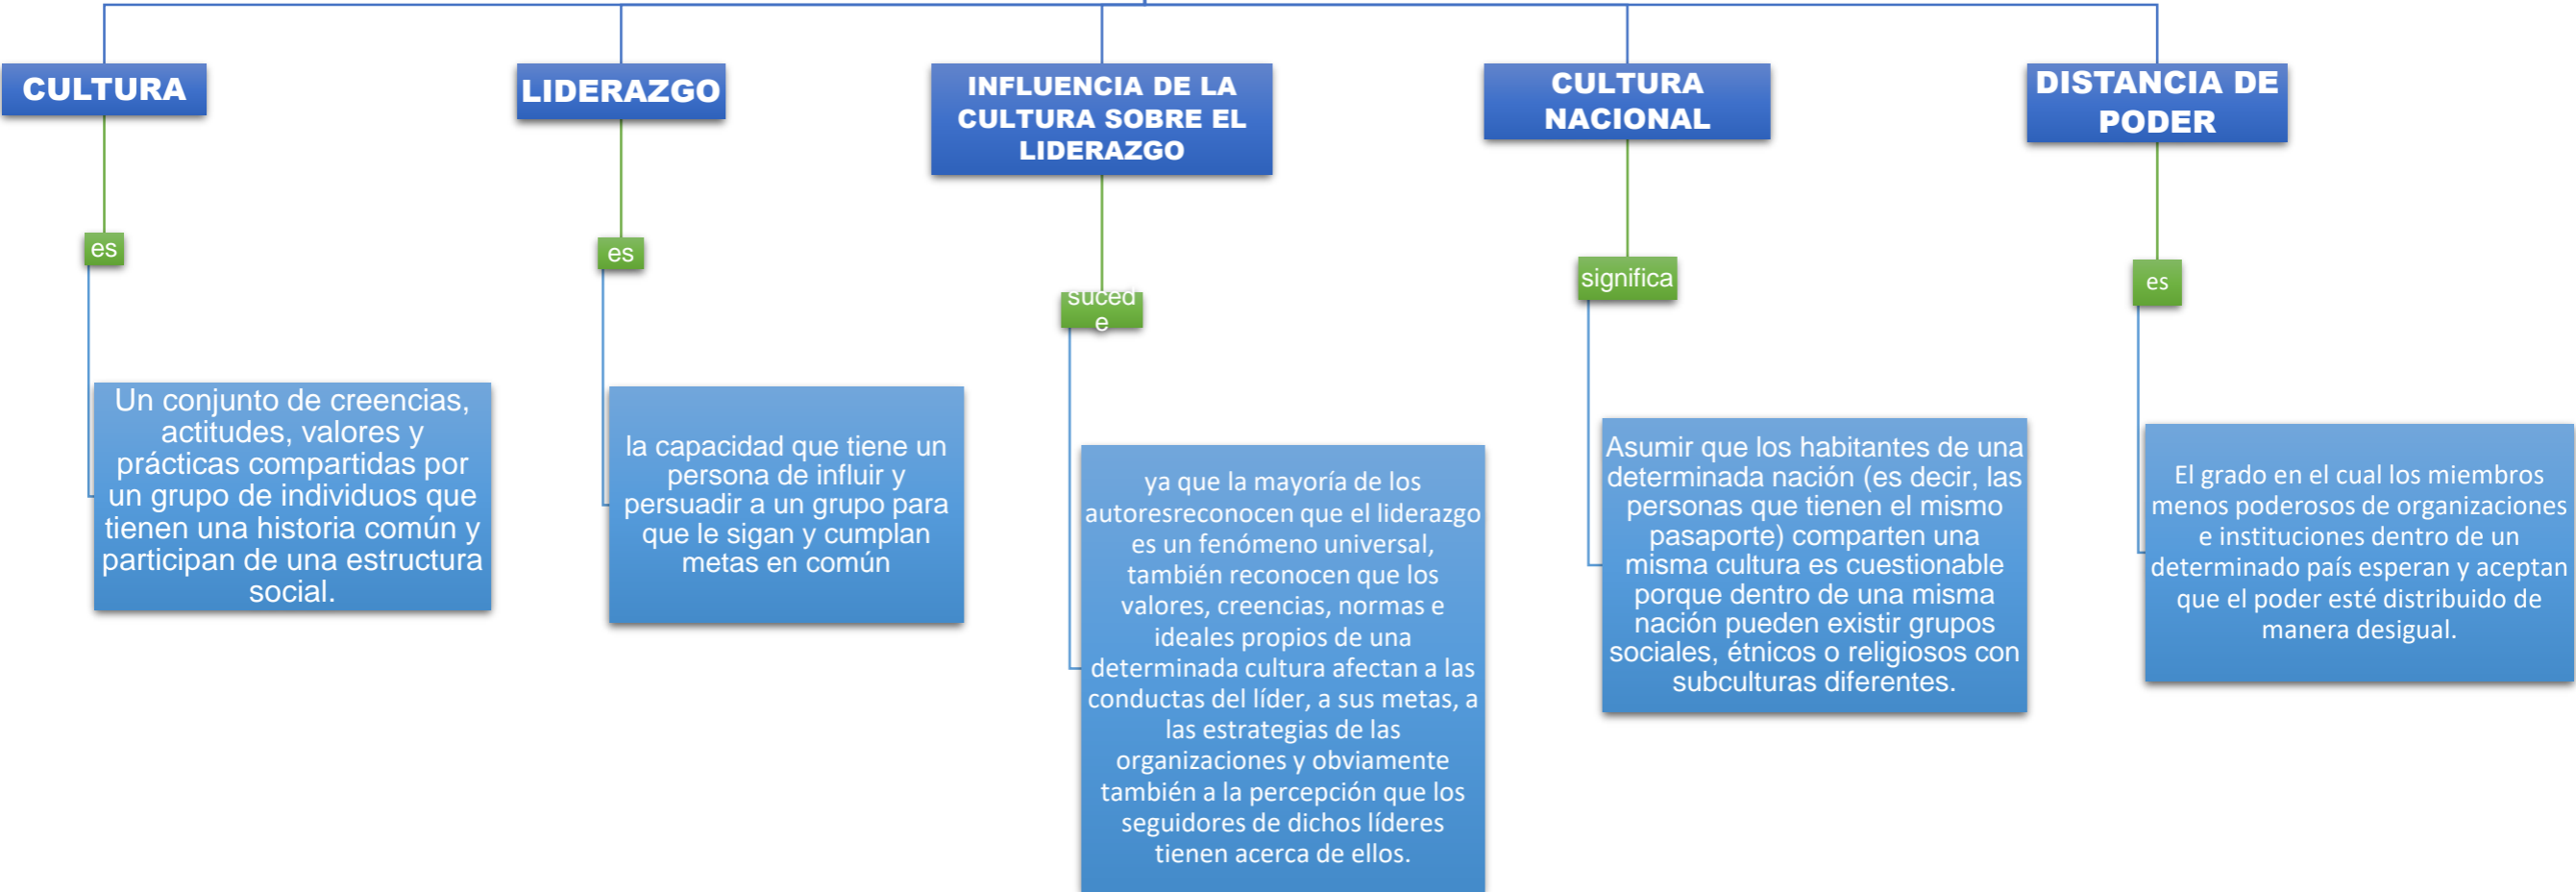 CULTURA
es
Un conjunto de creencias,
actitudes, valores y
prácticas compartidas por
un grupo de individuos que
tienen una historia común y
participan de una estructura
social.
LIDERAZGO
es
la capacidad que tiene un
persona de influir y
persuadir a un grupo para
que le sigan y cumplan
metas en común
INFLUENCIA DE LA
CULTURA SOBRE EL
LIDERAZGO
suced
e
ya que la mayoría de los
autoresreconocen que el liderazgo
es un fenómeno universal,
también reconocen que los
valores, creencias, normas e
ideales propios de una
determinada cultura afectan a las
conductas del líder, a sus metas, a
las estrategias de las
organizaciones y obviamente
también a la percepción que los
seguidores de dichos líderes
tienen acerca de ellos.
CULTURA
NACIONAL
significa
Asumir que los habitantes de una
determinada nación (es decir, las
personas que tienen el mismo
pasaporte) comparten una
misma cultura es cuestionable
porque dentro de una misma
nación pueden existir grupos
sociales, étnicos o religiosos con
subculturas diferentes.
DISTANCIA DE
PODER
es
El grado en el cual los miembros
menos poderosos de organizaciones
e instituciones dentro de un
determinado país esperan y aceptan
que el poder esté distribuido de
manera desigual.